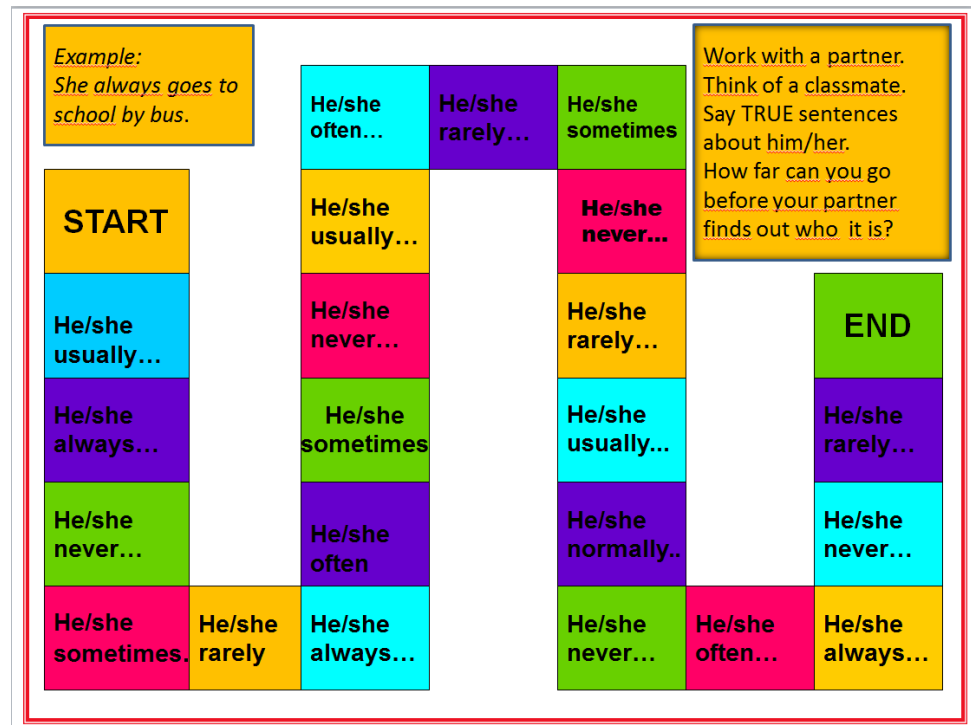 Example:
She always goes to
school by bus.
Work with a partner.
Think of a classmate.
Say TRUE sentences
about him/her.
How far can you go
before your partner
finds out who it is?
START
He/she
usually…
He/she
always…
He/she
never…
He/she
sometimes.
He/she
rarely
He/she
always…
He/she
often
He/she
sometimes
He/she
never…
He/she
usually…
He/she
often…
He/she
rarely…
He/she
sometimes
He/she
never…
He/she
rarely…
He/she
usually...
He/she
normally..
He/she
never…
He/she
often…
He/she
always…
He/she
never…
He/she
rarely…
END